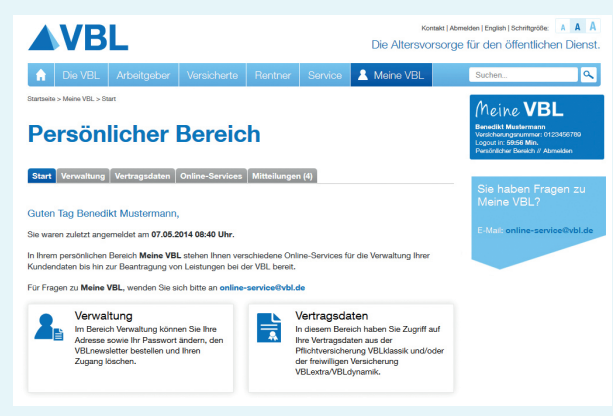 VBL
Kontakt | Abmelden | English | Schriftgröße: A A A
Die Altersvorsorge für den öffentlichen Dienst.
Die VBL Arbeitgeber Versicherte Rentner Service Meine VBL
Suchen...
Startseite > Meine VBL > Start
Persönlicher Bereich
Start Verwaltung Vertragsdaten Online-Services Mitteilungen (4)
Guten Tag Benedikt Mustermann,
Sie waren zuletzt angemeldet am 07.05.2014 08:40 Uhr.
In Ihrem persönlichen Bereich Meine VBL stehen Ihnen verschiedene Online-Services für die Verwaltung Ihrer
Kundendaten bis hin zur Beantragung von Leistungen bei der VBL bereit.
Für Fragen zu Meine VBL, wenden Sie sich bitte an online-service@vbl.de
Verwaltung
Im Bereich Verwaltung können Sie Ihre
Adresse sowie Ihr Passwort ändern, den
VBLnewsletter bestellen und Ihren
Zugang löschen.
Vertragsdaten
In diesem Bereich haben Sie Zugriff auf
Ihre Vertragsdaten aus der
Pflichtversicherung VBLklassik und/oder
der freiwilligen Versicherung
VBLextra/VBLdynamik.
Meine VBL
Benedikt Mustermann
Versicherungsnummer: 0123456789
Logout in: 59:56 Min.
Persönlicher Bereich // Abmelden
Sie haben Fragen zu
Meine VBL?
E-Mail: online-service@vbl.de